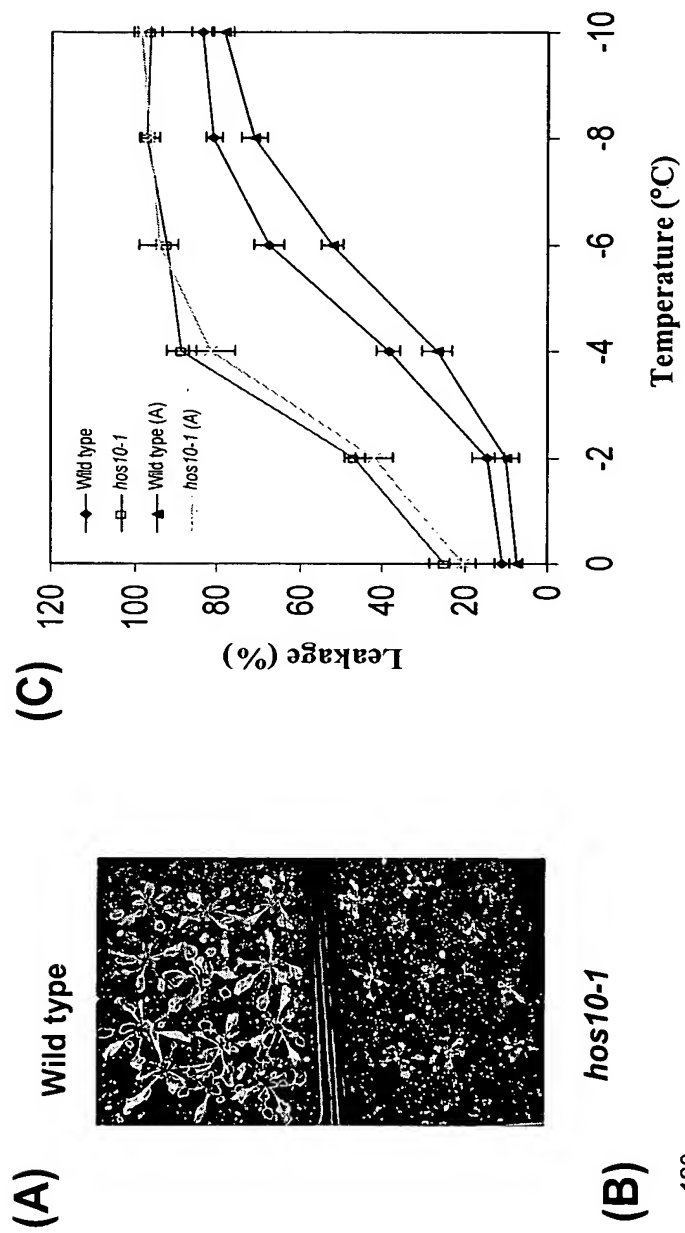 (A)
Wild type
hos10-1
(B)
(C)
120
100
80
60
40
20
0
Leakage (%)
Wild type
hos10-1
Wild type (A)
hos10-1 (A)
0
-2
-4
-6
-8
-10
Temperature (°C)